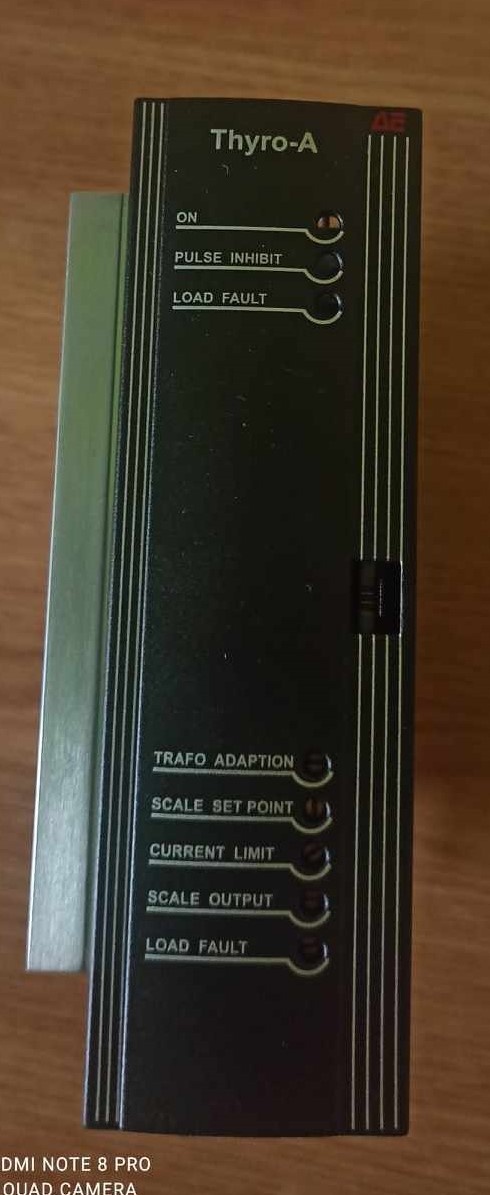 AE
Thyro-A
ON
PULSE INHIBIT
LOAD FAULT
TRAFO ADAPTION
SCALE SET POINT
CURRENT LIMIT
SCALE OUTPUT
LOAD FAULT
DMI NOTE 8 PRO
QUAD CAMERA